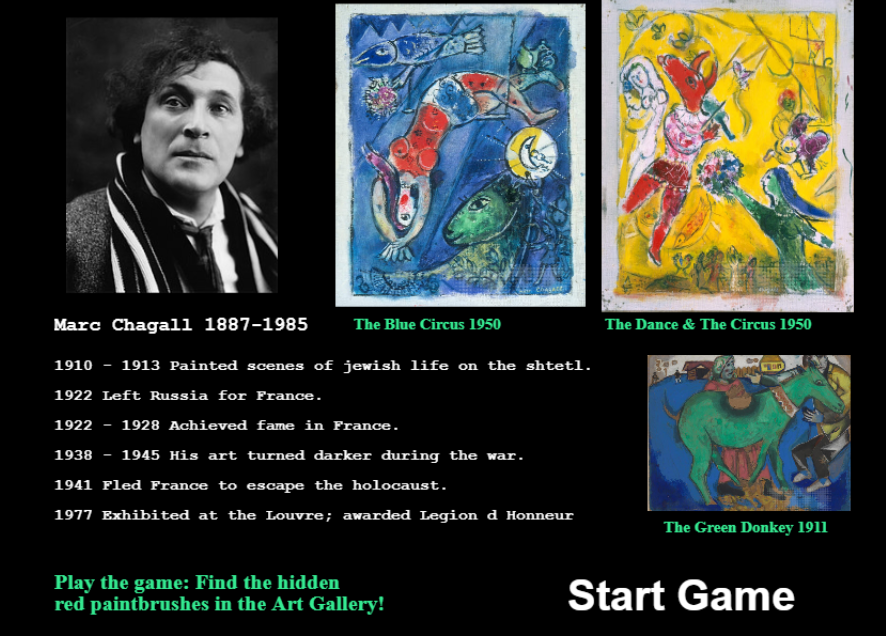 The Blue Circus 1950
The Dance & The Circus 1950
Marc Chagall 1887-1985
1910 - 1913 Painted scenes of jewish life on the shtetl.
1922 Left Russia for France.
1922 - 1928 Achieved fame in France.
1938 - 1945 His art turned darker during the war.
1941 Fled France to escape the holocaust.
1977 Exhibited at the Louvre; awarded Legion d Honneur
The Green Donkey 1911
Play the game: Find the hidden
red paintbrushes in the Art Gallery!
Start Game